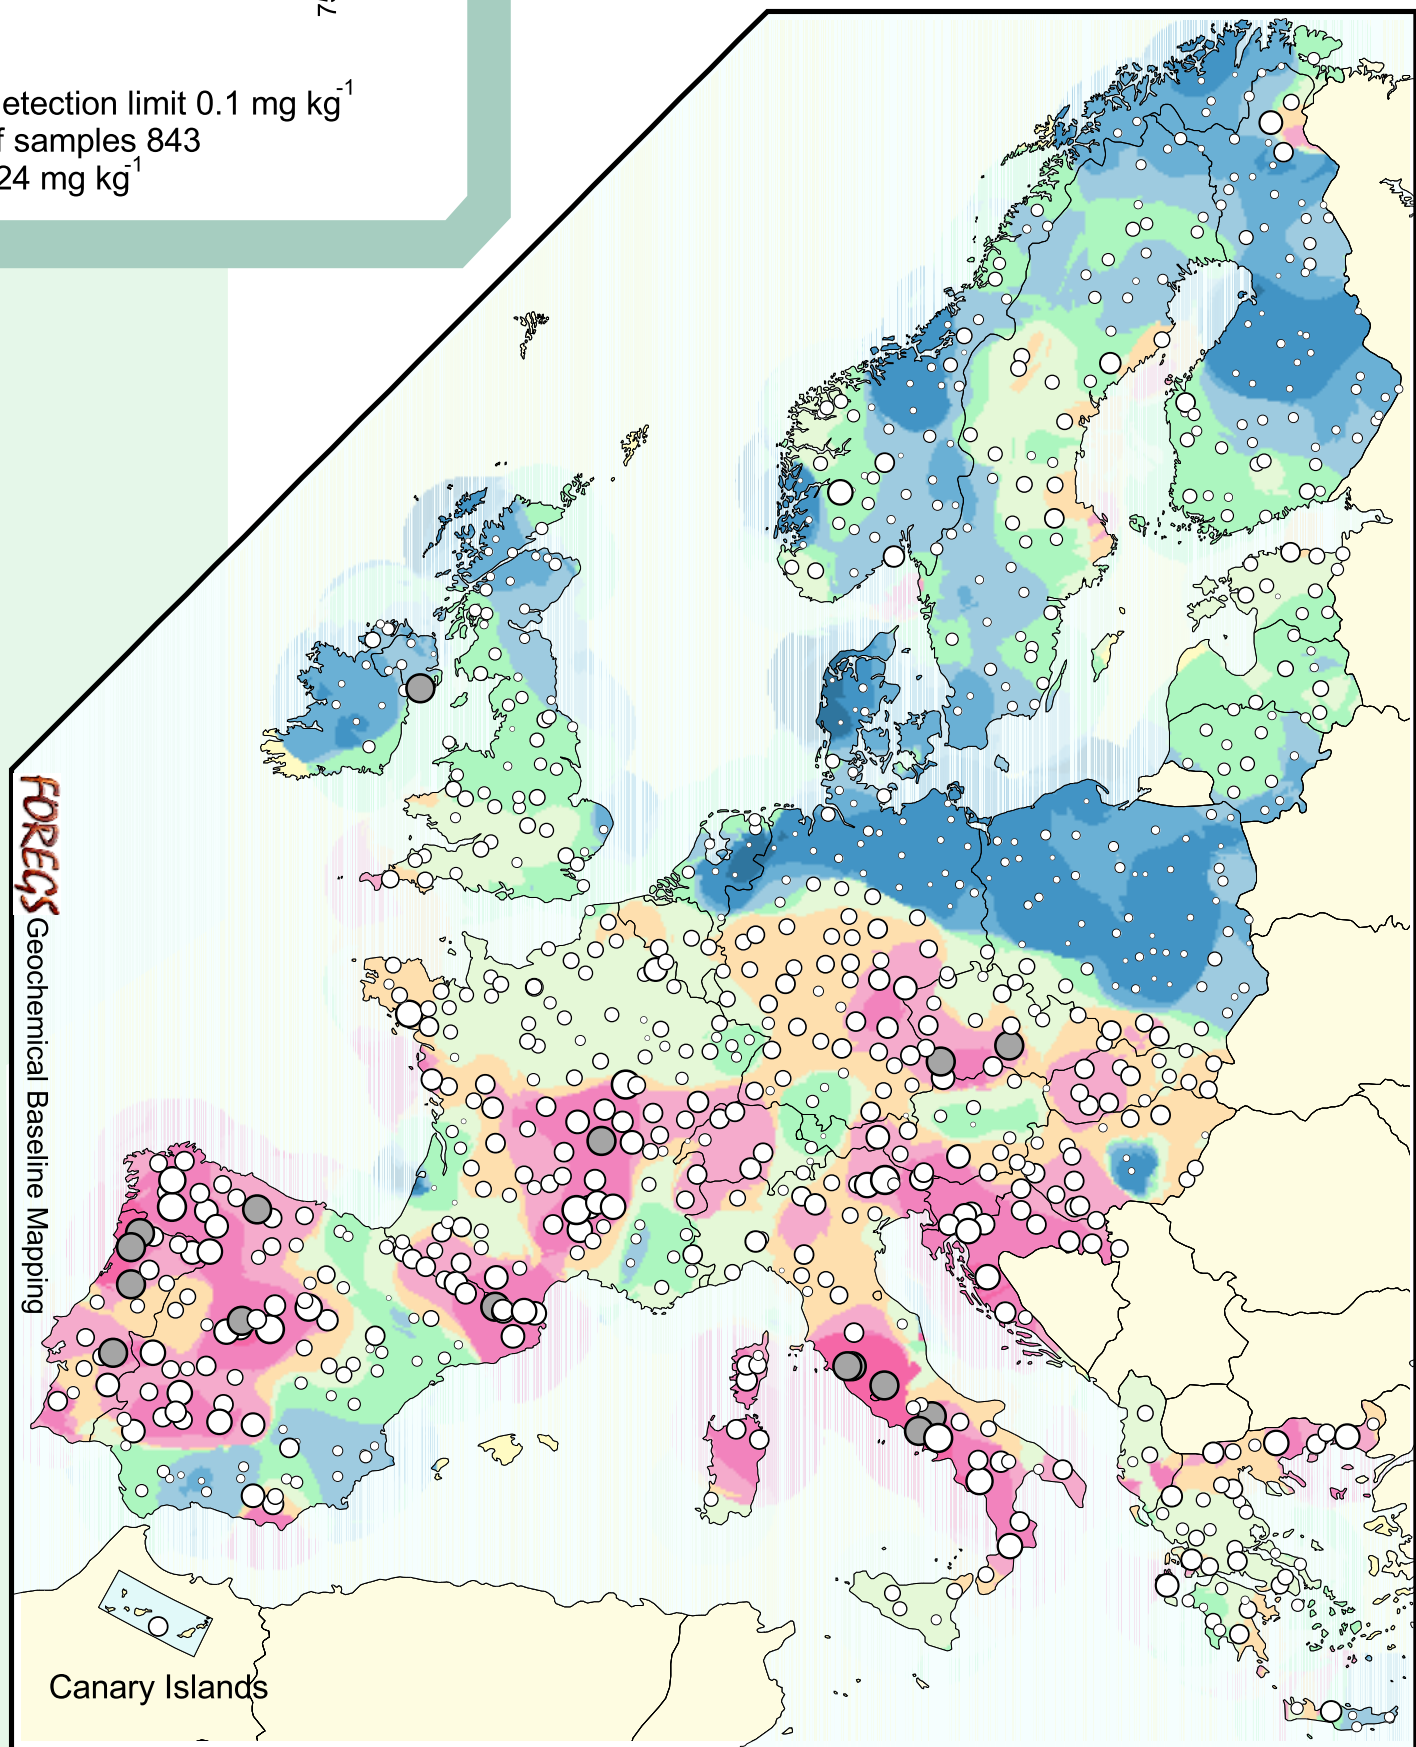 etection limit 0.1 mg kg-1
f samples 843
24 mg kg-1
FOREGS Geochemical Baseline Mapping
Canary Islands